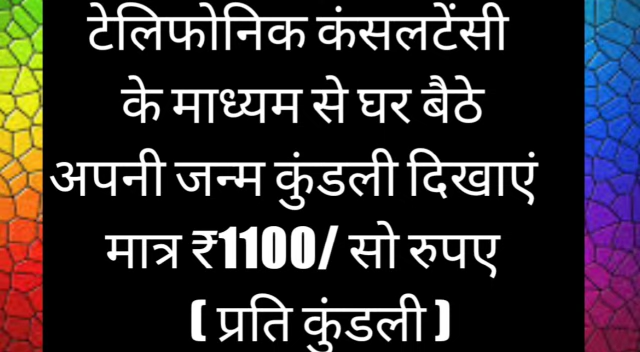 टेलिफोनिक कंसलटेंसी
के माध्यम से घर बैठे
अपनी जन्म कुंडली दिखाएं
मात्र ₹1100/ सो रुपए
( प्रति कुंडली )